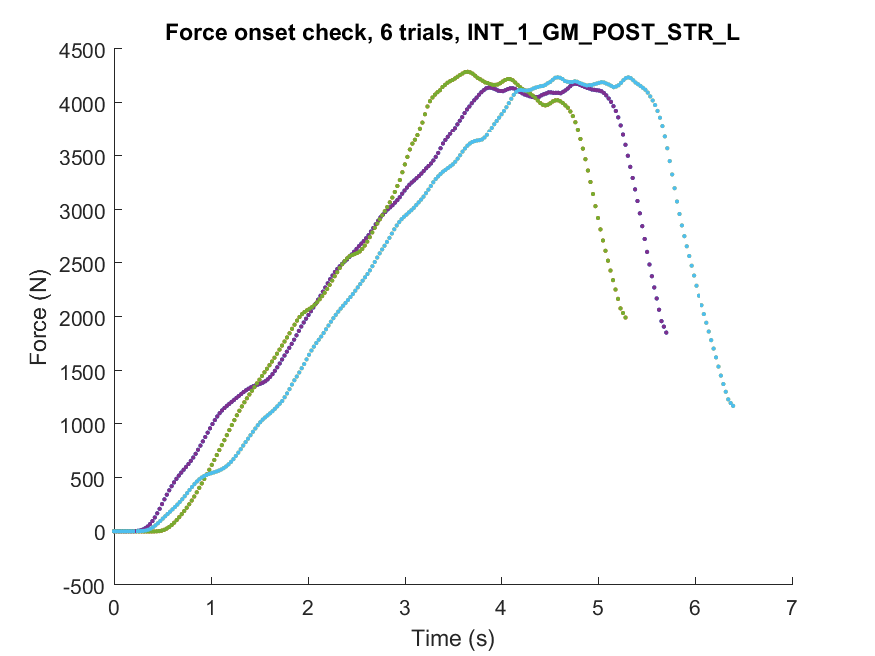 Force onset check, 6 trials, INT_1_GM_POST_STR_L
4500
4000
3500
3000
2500
2000
1500
1000
500
0
-500
Force (N)
0 1 2 3 4 5 6 7
Time (s)